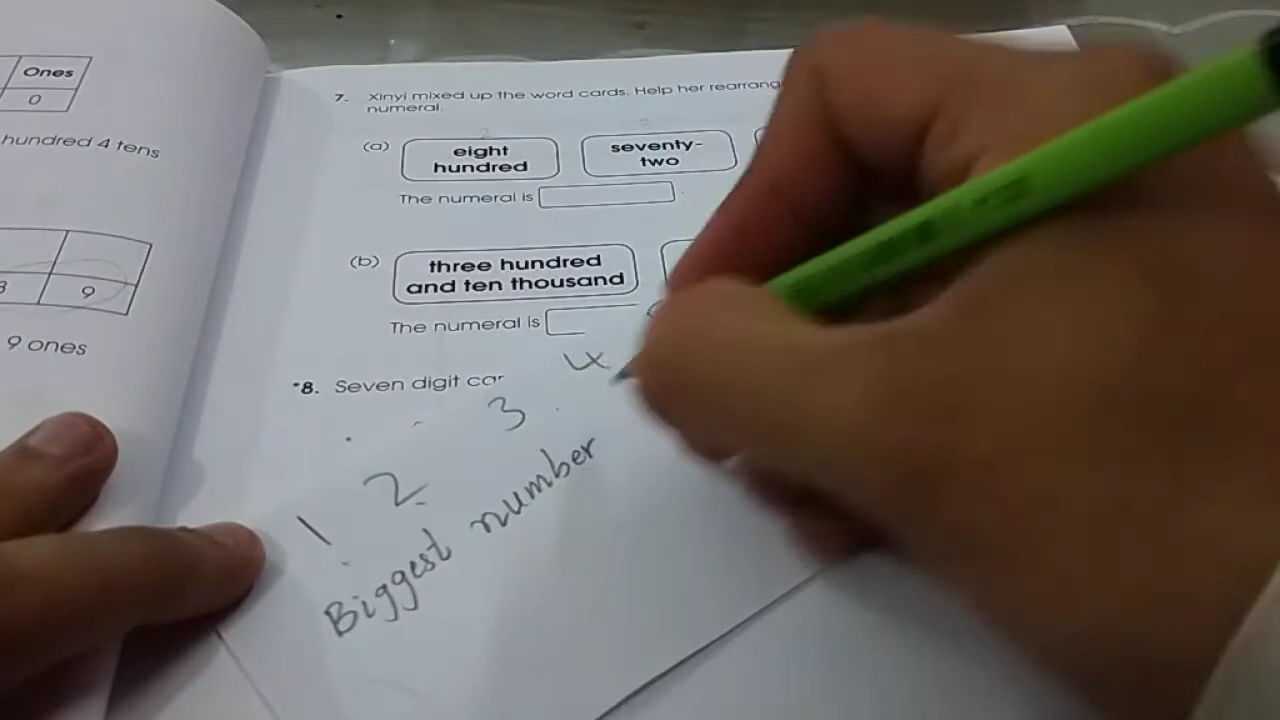 Ones
0
hundred 4 tens
9
9 ones
7. Xinyi mixed up the word cards. Help her rearrang
numeral.
(a)
eight
hundred
seventy-
two
The numeral is
(b)
three hundred
and ten thousand
The numeral is
*8. Seven digit car
1 2 3 4
Biggest number